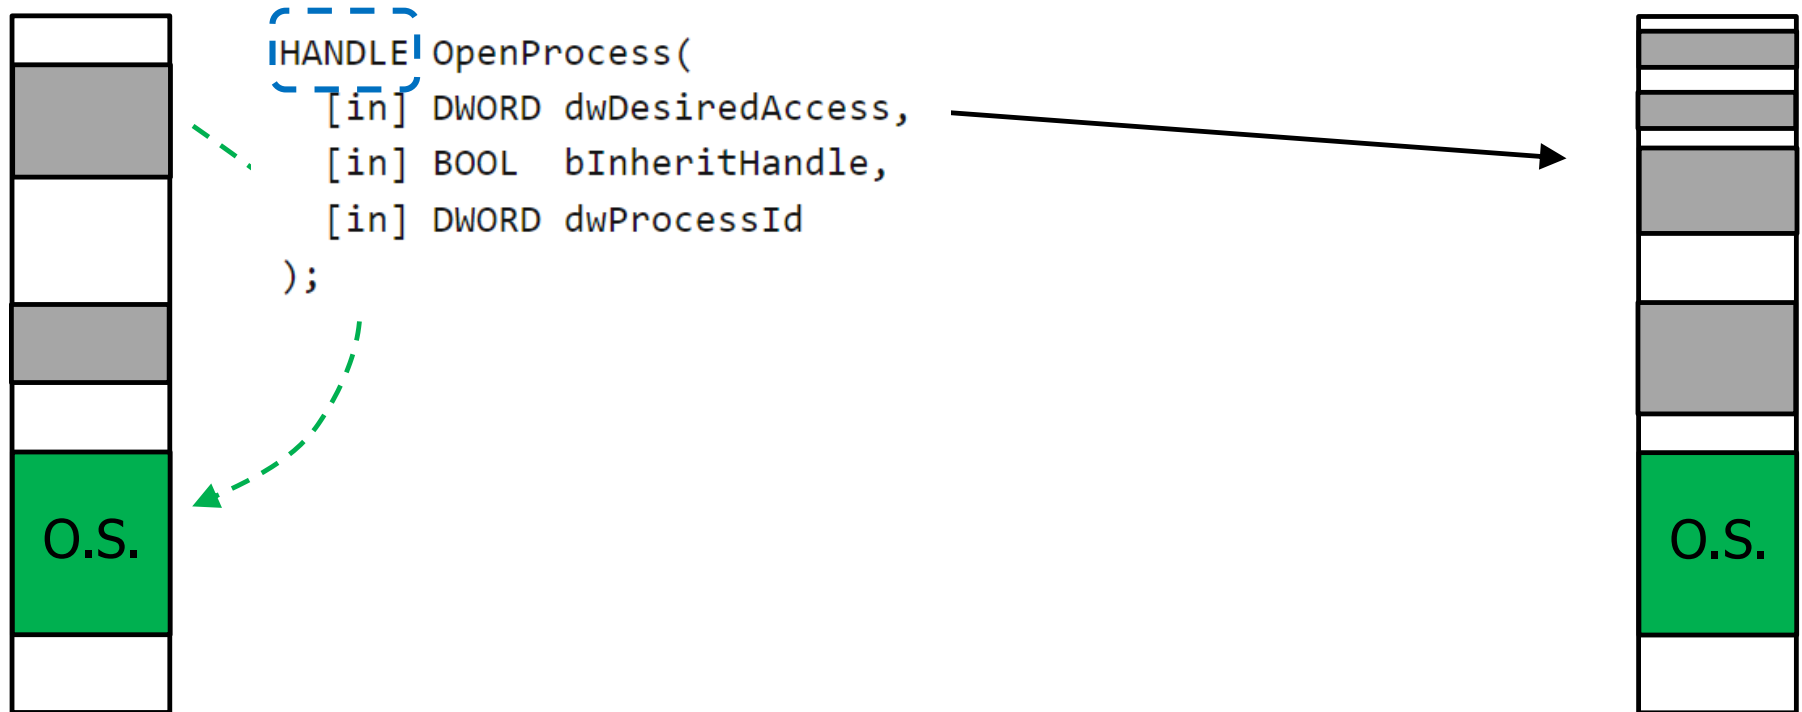 HANDLE OpenProcess(
  [in] DWORD dwDesiredAccess,
  [in] BOOL  bInheritHandle,
  [in] DWORD dwProcessId
);
O.S.
O.S.